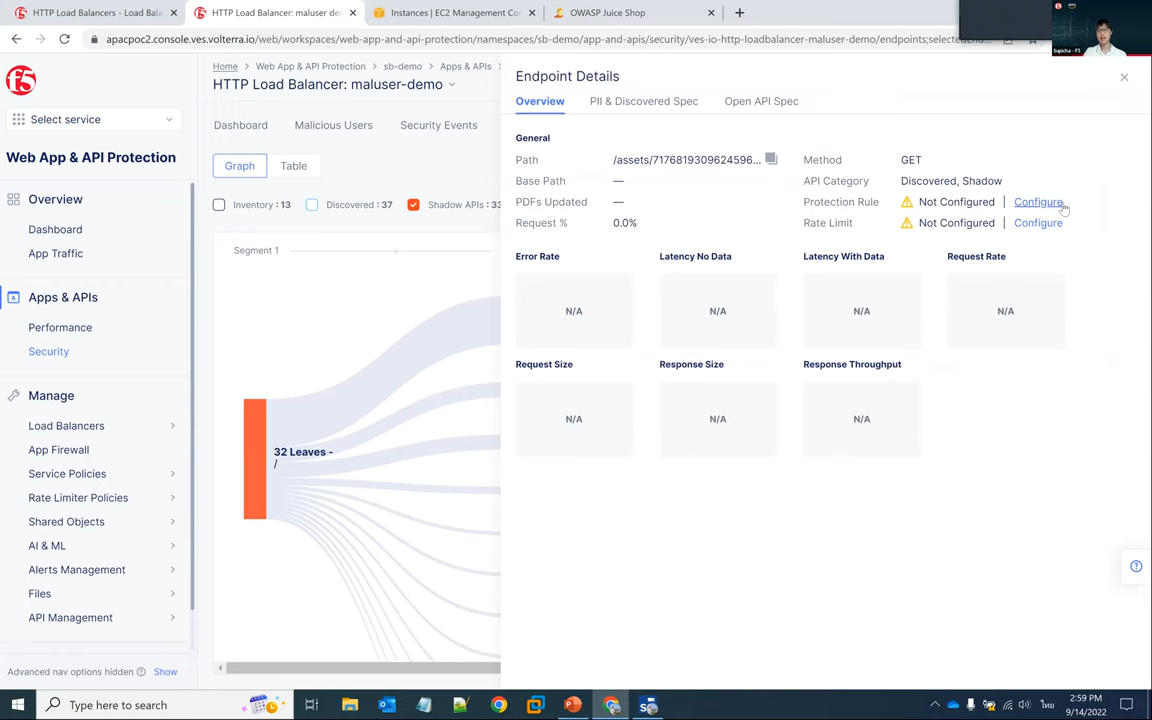 HTTP Load Balancers - Load Bala
HTTP Load Balancer: maluser de
Instances | EC2 Management Co
OWASP Juice Shop
apacpoc2.console.ves.volterra.io/web/workspaces/web-app-and-api-protection/namespaces/sb-demo/app-and-apis/security/ves-io-http-loadbalancer-maluser-demo/endpoints;selectedEnd...
Supicha - F5
f5
Select service
Web App & API Protection
Overview
Dashboard
App Traffic
Apps & APIs
Performance
Security
Manage
Load Balancers
App Firewall
Service Policies
Rate Limiter Policies
Shared Objects
AI & ML
Alerts Management
Files
API Management
Advanced nav options hidden Show
Home Web App & API Protection sb-demo Apps & APIs
HTTP Load Balancer: maluser-demo
Dashboard Malicious Users Security Events
Graph Table
Inventory : 13 Discovered : 37 Shadow APIs : 33
Segment 1
32 Leaves -
/
Endpoint Details
Overview PII & Discovered Spec Open API Spec
General
Path /assets/7176819309624596...
Base Path —
PDFs Updated —
Request % 0.0%
Method GET
API Category Discovered, Shadow
Protection Rule Not Configured | Configure
Rate Limit Not Configured | Configure
Error Rate Latency No Data Latency With Data Request Rate
N/A N/A N/A N/A
Request Size Response Size Response Throughput
N/A N/A N/A
Type here to search
ไทย
2:59 PM
9/14/2022